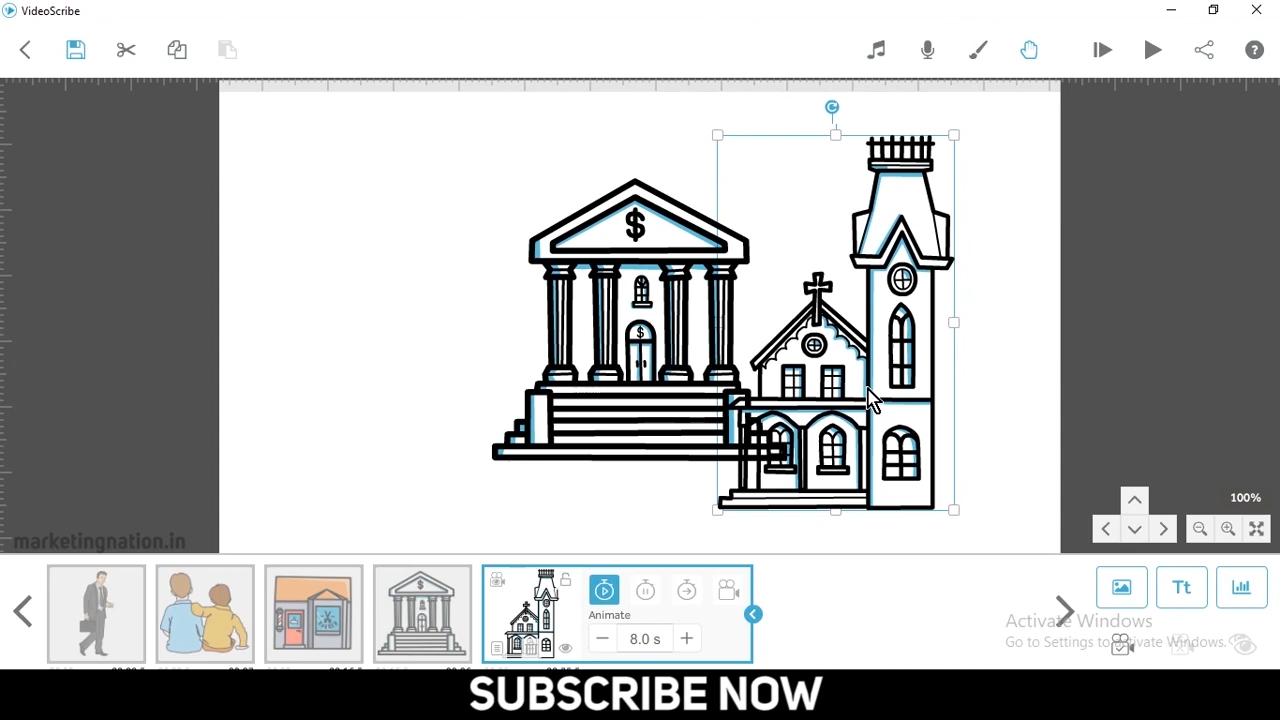 VideoScribe
$
$
100%
marketingnation.in
Tt
Animate
8.0 s
Activate Windows
Go to Settings to Activate Windows.
SUBSCRIBE NOW